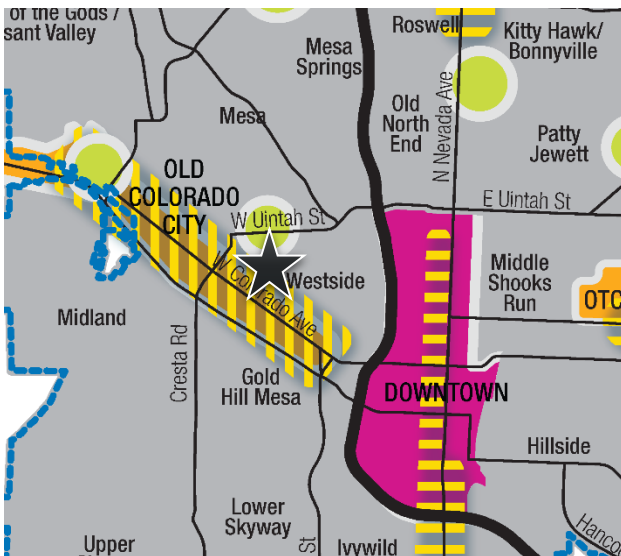 of the Gods /
sant Valley
Roswell
Kitty Hawk/
Bonnyville
Mesa
Springs
Mesa
Old
North
End
N Nevada Ave
Patty
Jewett
OLD
COLORADO
CITY
W Uintah St
E Uintah St
W Colorado Ave
Westside
Middle
Shooks
Run
OTC
Midland
Cresta Rd
Gold
Hill Mesa
DOWNTOWN
Hillside
Lower
Skyway
St
Hanco
Upper
Ivywild